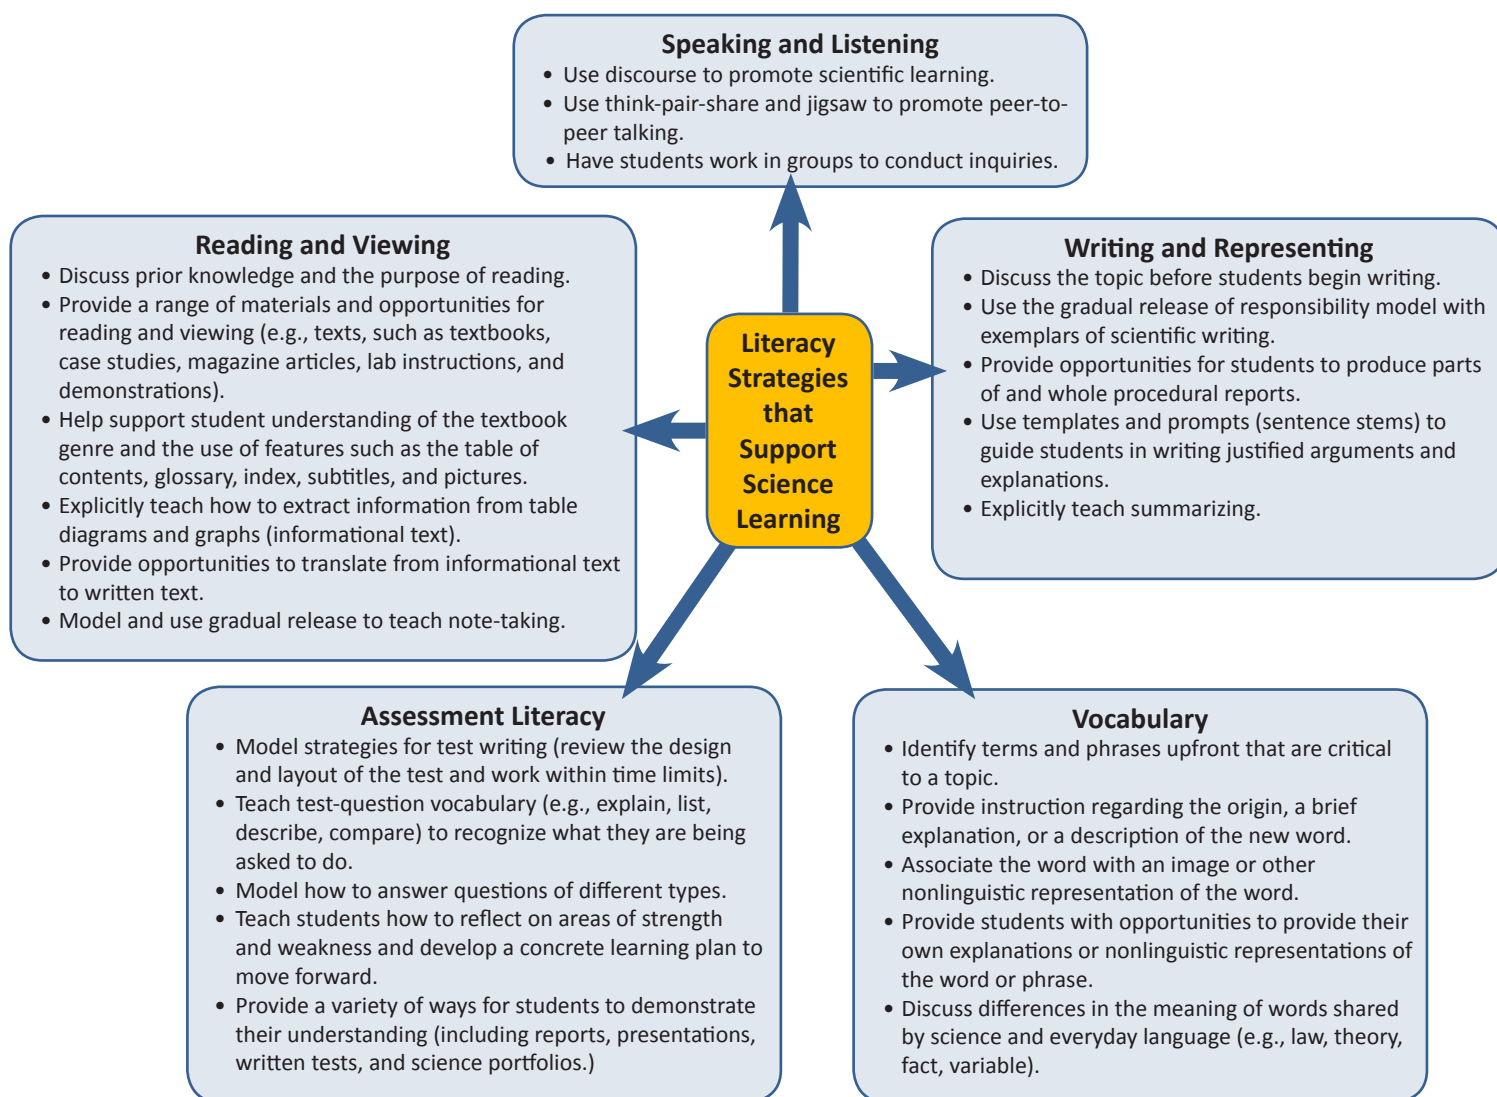 Speaking and Listening
• Use discourse to promote scientific learning.
• Use think-pair-share and jigsaw to promote peer-to-
peer talking.
• Have students work in groups to conduct inquiries.
Reading and Viewing
• Discuss prior knowledge and the purpose of reading.
• Provide a range of materials and opportunities for
reading and viewing (e.g., texts, such as textbooks,
case studies, magazine articles, lab instructions, and
demonstrations).
• Help support student understanding of the textbook
genre and the use of features such as the table of
contents, glossary, index, subtitles, and pictures.
• Explicitly teach how to extract information from table
diagrams and graphs (informational text).
• Provide opportunities to translate from informational text
to written text.
• Model and use gradual release to teach note-taking.
Literacy
Strategies
that
Support
Science
Learning
Writing and Representing
• Discuss the topic before students begin writing.
• Use the gradual release of responsibility model with
exemplars of scientific writing.
• Provide opportunities for students to produce parts
of and whole procedural reports.
• Use templates and prompts (sentence stems) to
guide students in writing justified arguments and
explanations.
• Explicitly teach summarizing.
Assessment Literacy
• Model strategies for test writing (review the design
and layout of the test and work within time limits).
• Teach test-question vocabulary (e.g., explain, list,
describe, compare) to recognize what they are being
asked to do.
• Model how to answer questions of different types.
• Teach students how to reflect on areas of strength
and weakness and develop a concrete learning plan to
move forward.
• Provide a variety of ways for students to demonstrate
their understanding (including reports, presentations,
written tests, and science portfolios.)
Vocabulary
• Identify terms and phrases upfront that are critical
to a topic.
• Provide instruction regarding the origin, a brief
explanation, or a description of the new word.
• Associate the word with an image or other
nonlinguistic representation of the word.
• Provide students with opportunities to provide their
own explanations or nonlinguistic representations of
the word or phrase.
• Discuss differences in the meaning of words shared
by science and everyday language (e.g., law, theory,
fact, variable).